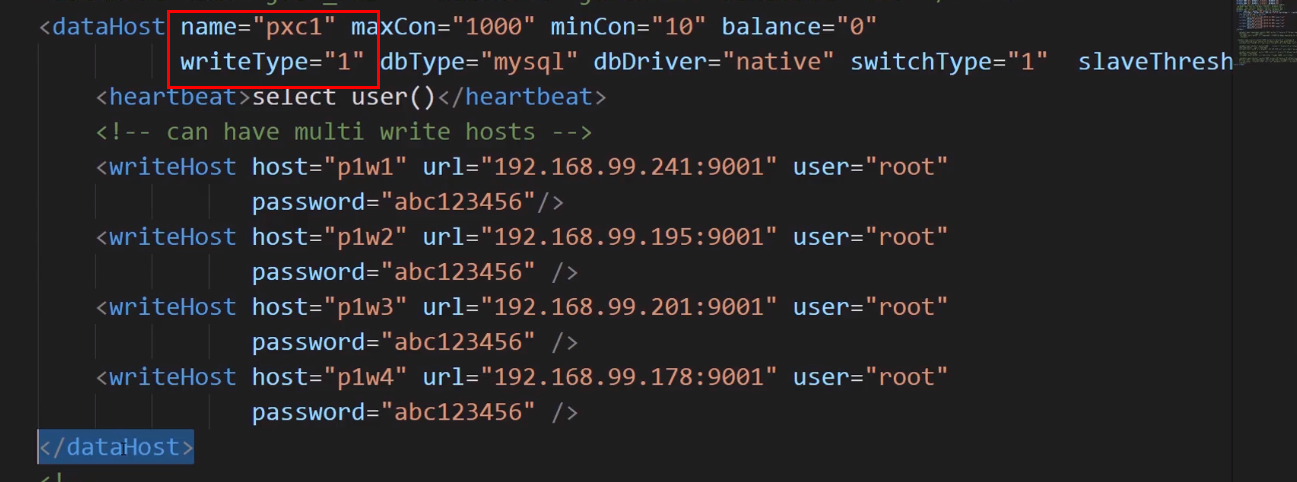 <dataHost name="pxc1" maxCon="1000" minCon="10" balance="0"
writeType="1" dbType="mysql" dbDriver="native" switchType="1" slaveThresh
<heartbeat>select user()</heartbeat>
<!-- can have multi write hosts -->
<writeHost host="p1w1" url="192.168.99.241:9001" user="root"
password="abc123456"/>
<writeHost host="p1w2" url="192.168.99.195:9001" user="root"
password="abc123456" />
<writeHost host="p1w3" url="192.168.99.201:9001" user="root"
password="abc123456" />
<writeHost host="p1w4" url="192.168.99.178:9001" user="root"
password="abc123456" />
</dataHost>